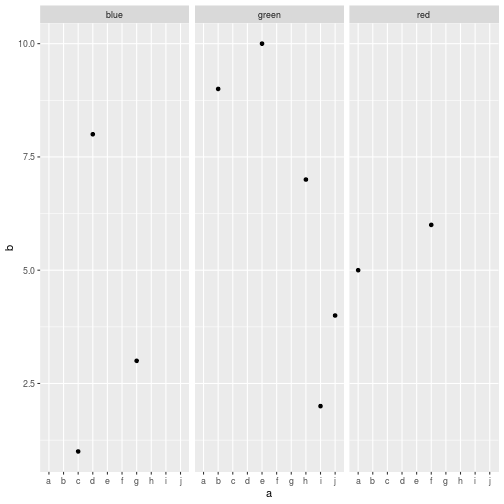 blue green red
10.0
7.5
5.0
2.5
b
a b c d e f g h i j a b c d e f g h i j a b c d e f g h i j
a